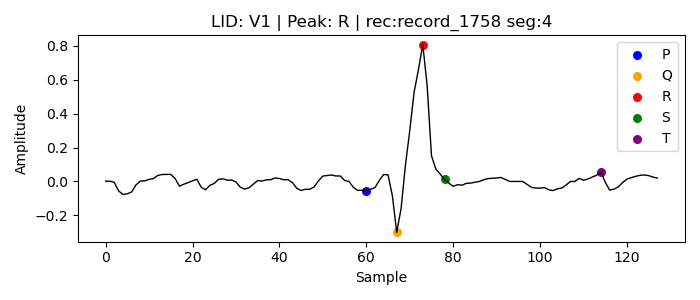 LID: V1 | Peak: R | rec:record_1758 seg:4
Amplitude
0.8
0.6
0.4
0.2
0.0
−0.2
0
20
40
60
80
100
120
Sample
P
Q
R
S
T